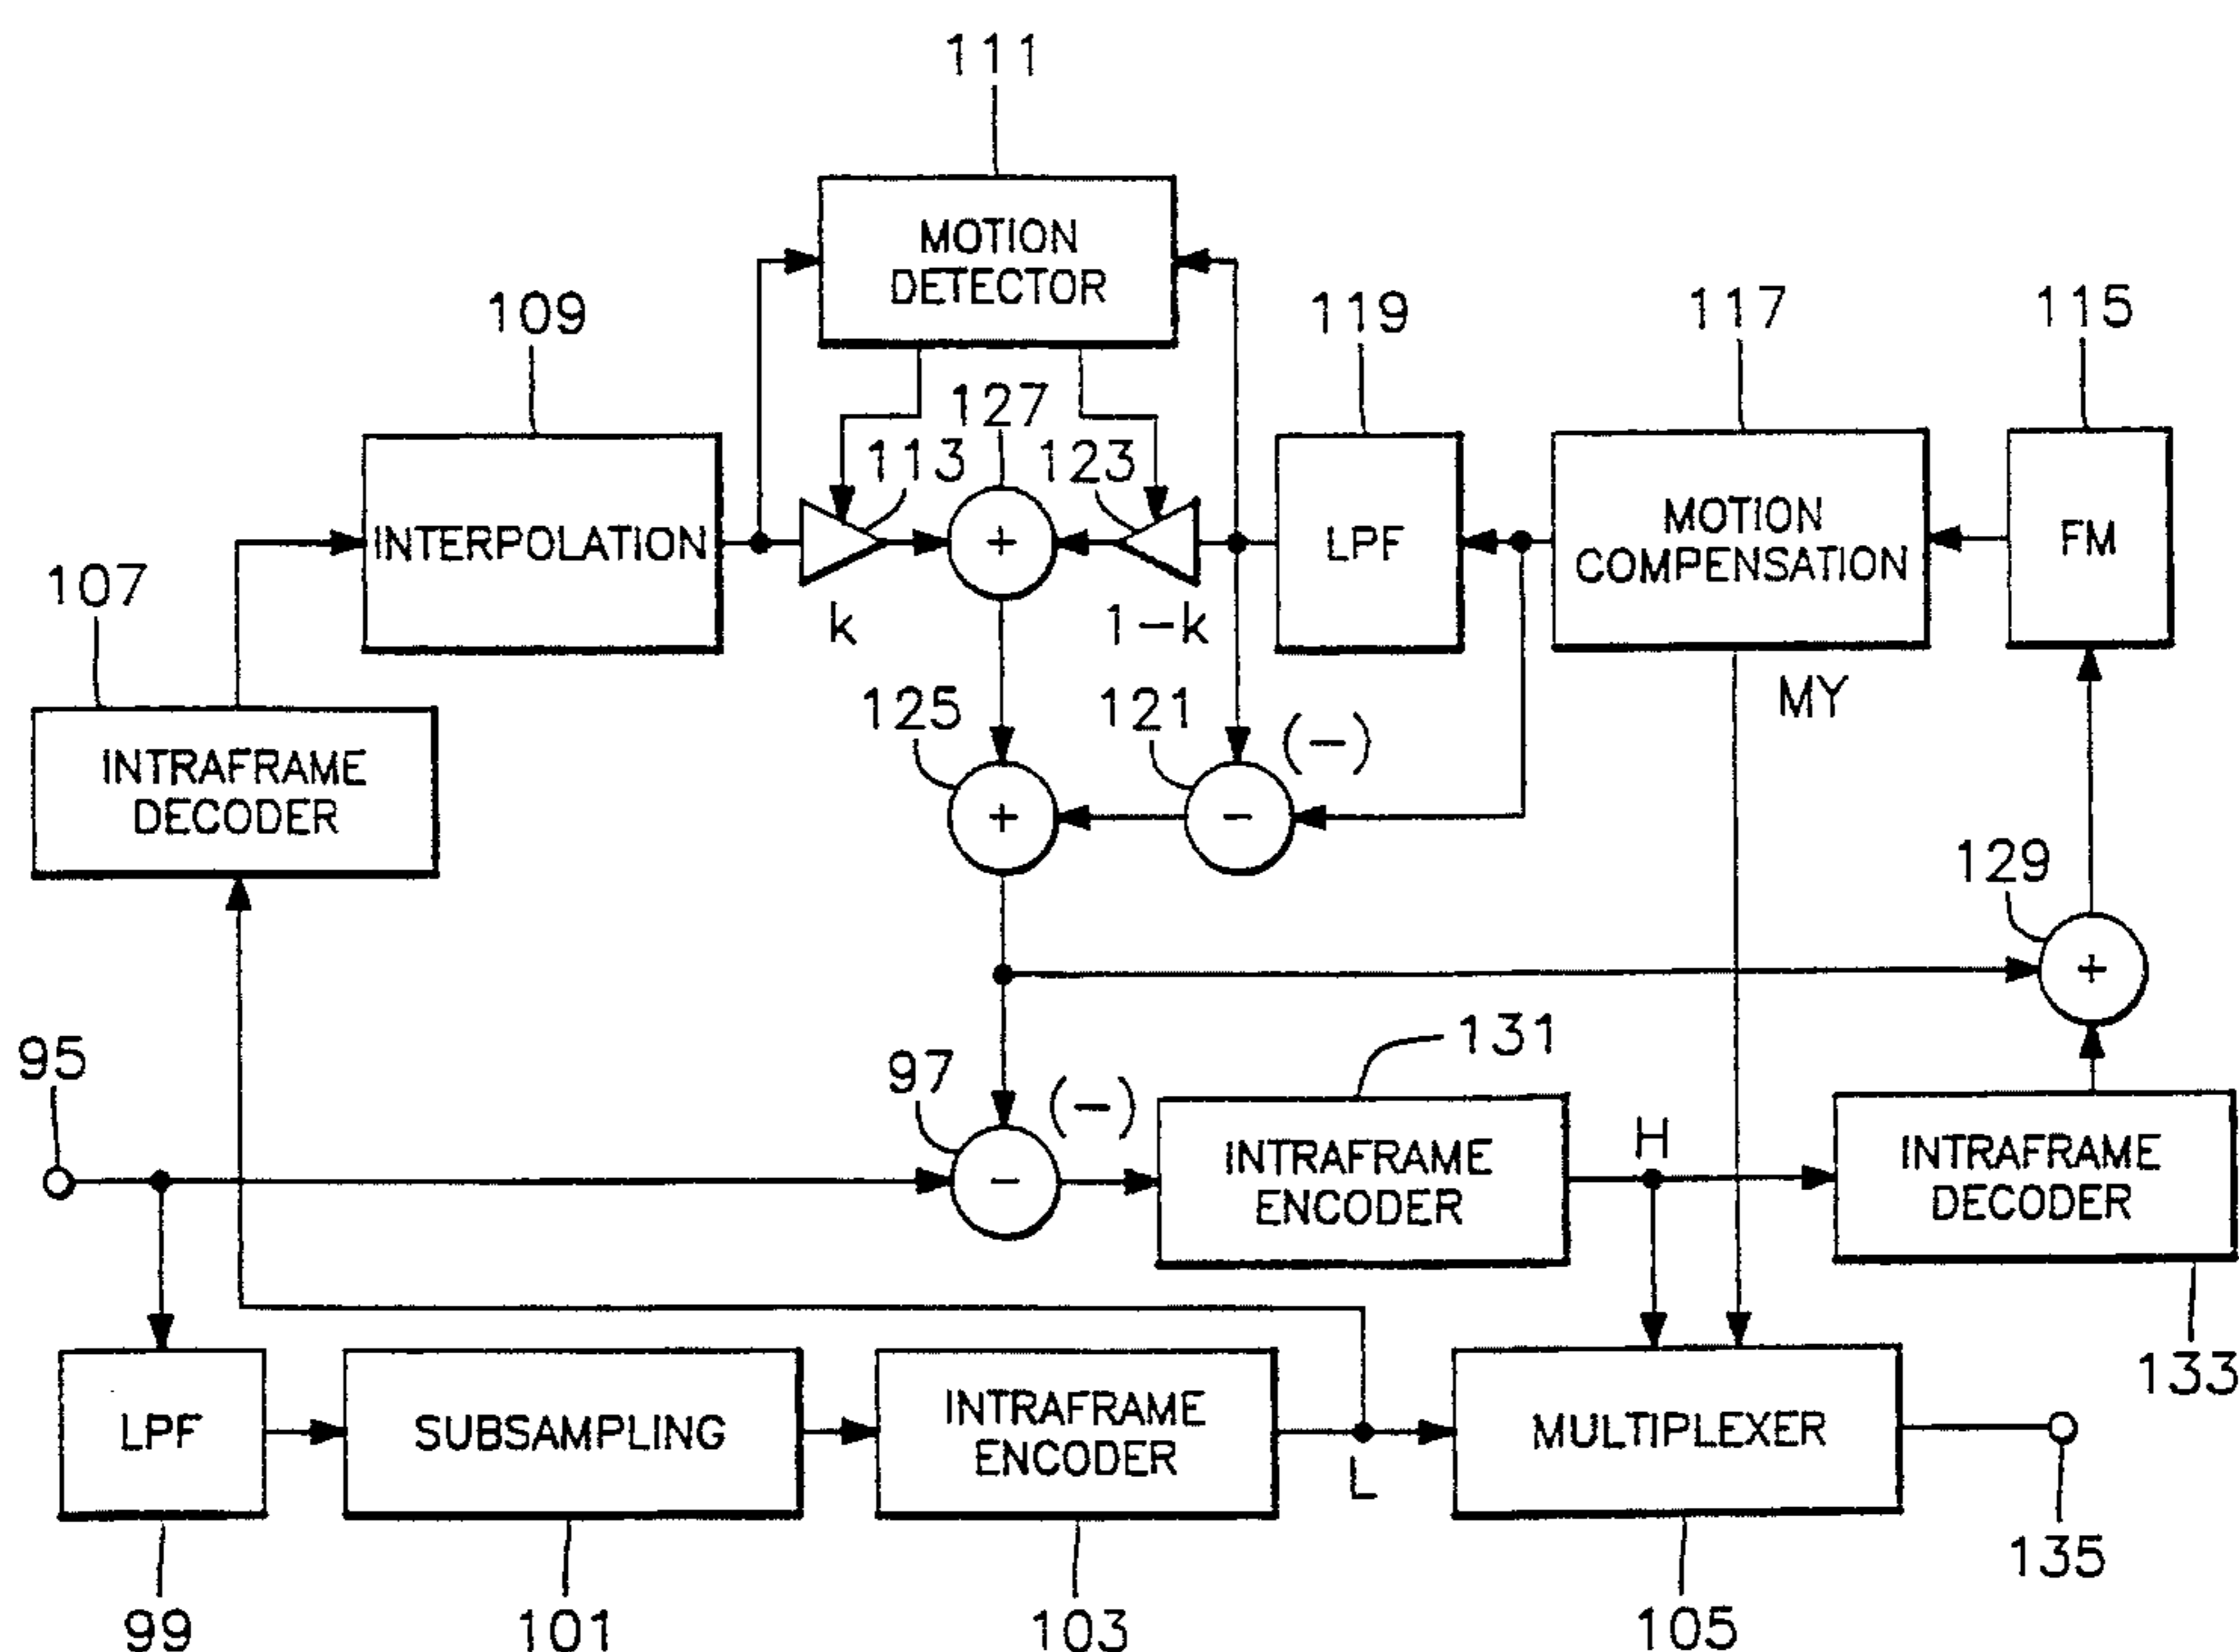 111
MOTION
DETECTOR
109
119
117
115
127
113
123
INTERPOLATION
+
LPF
MOTION
COMPENSATION
FM
k
1-k
107
125
121
(-)
MY
INTRAFRAME
DECODER
+
-
129
+
95
97
(-)
131
INTRAFRAME
ENCODER
H
INTRAFRAME
DECODER
-
133
LPF
SUBSAMPLING
INTRAFRAME
ENCODER
L
MULTIPLEXER
135
99
101
103
105